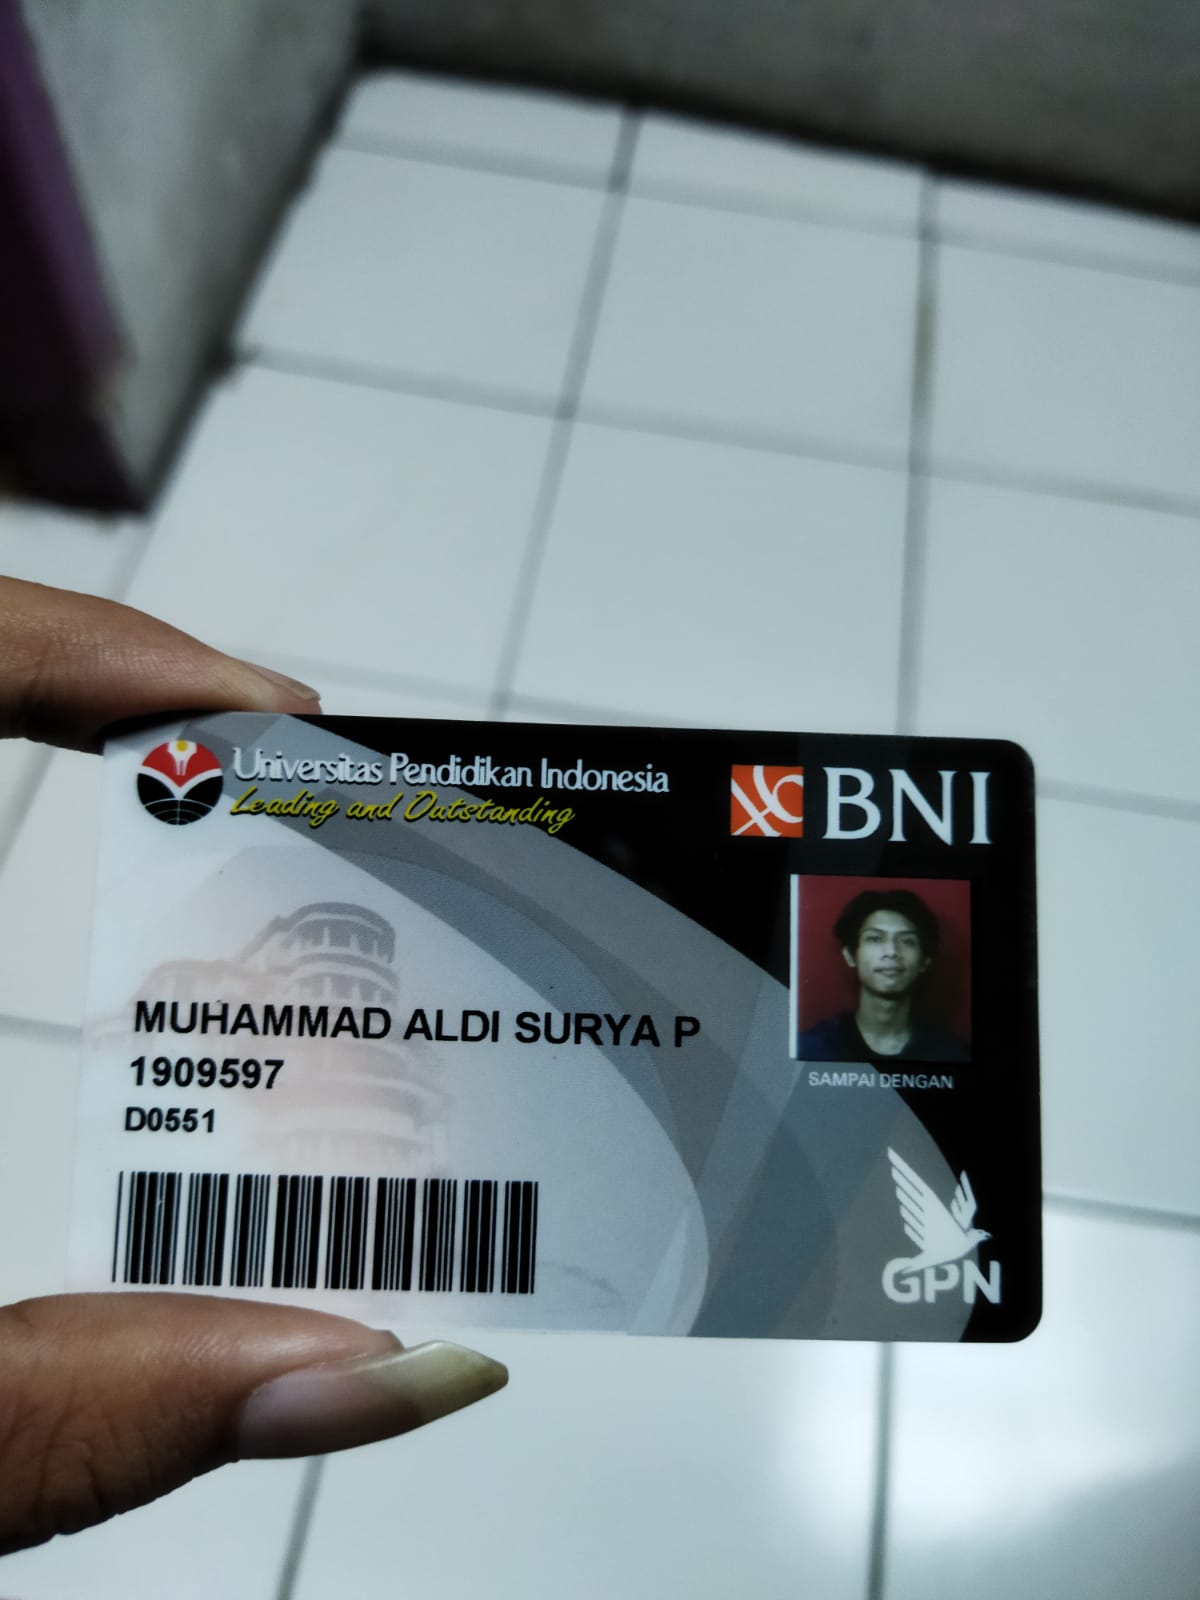 Universitas Pendidikan Indonesia
Leading and Outstanding
BNI
MUHAMMAD ALDI SURYA P
1909597
D0551
SAMPAI DENGAN
GPN